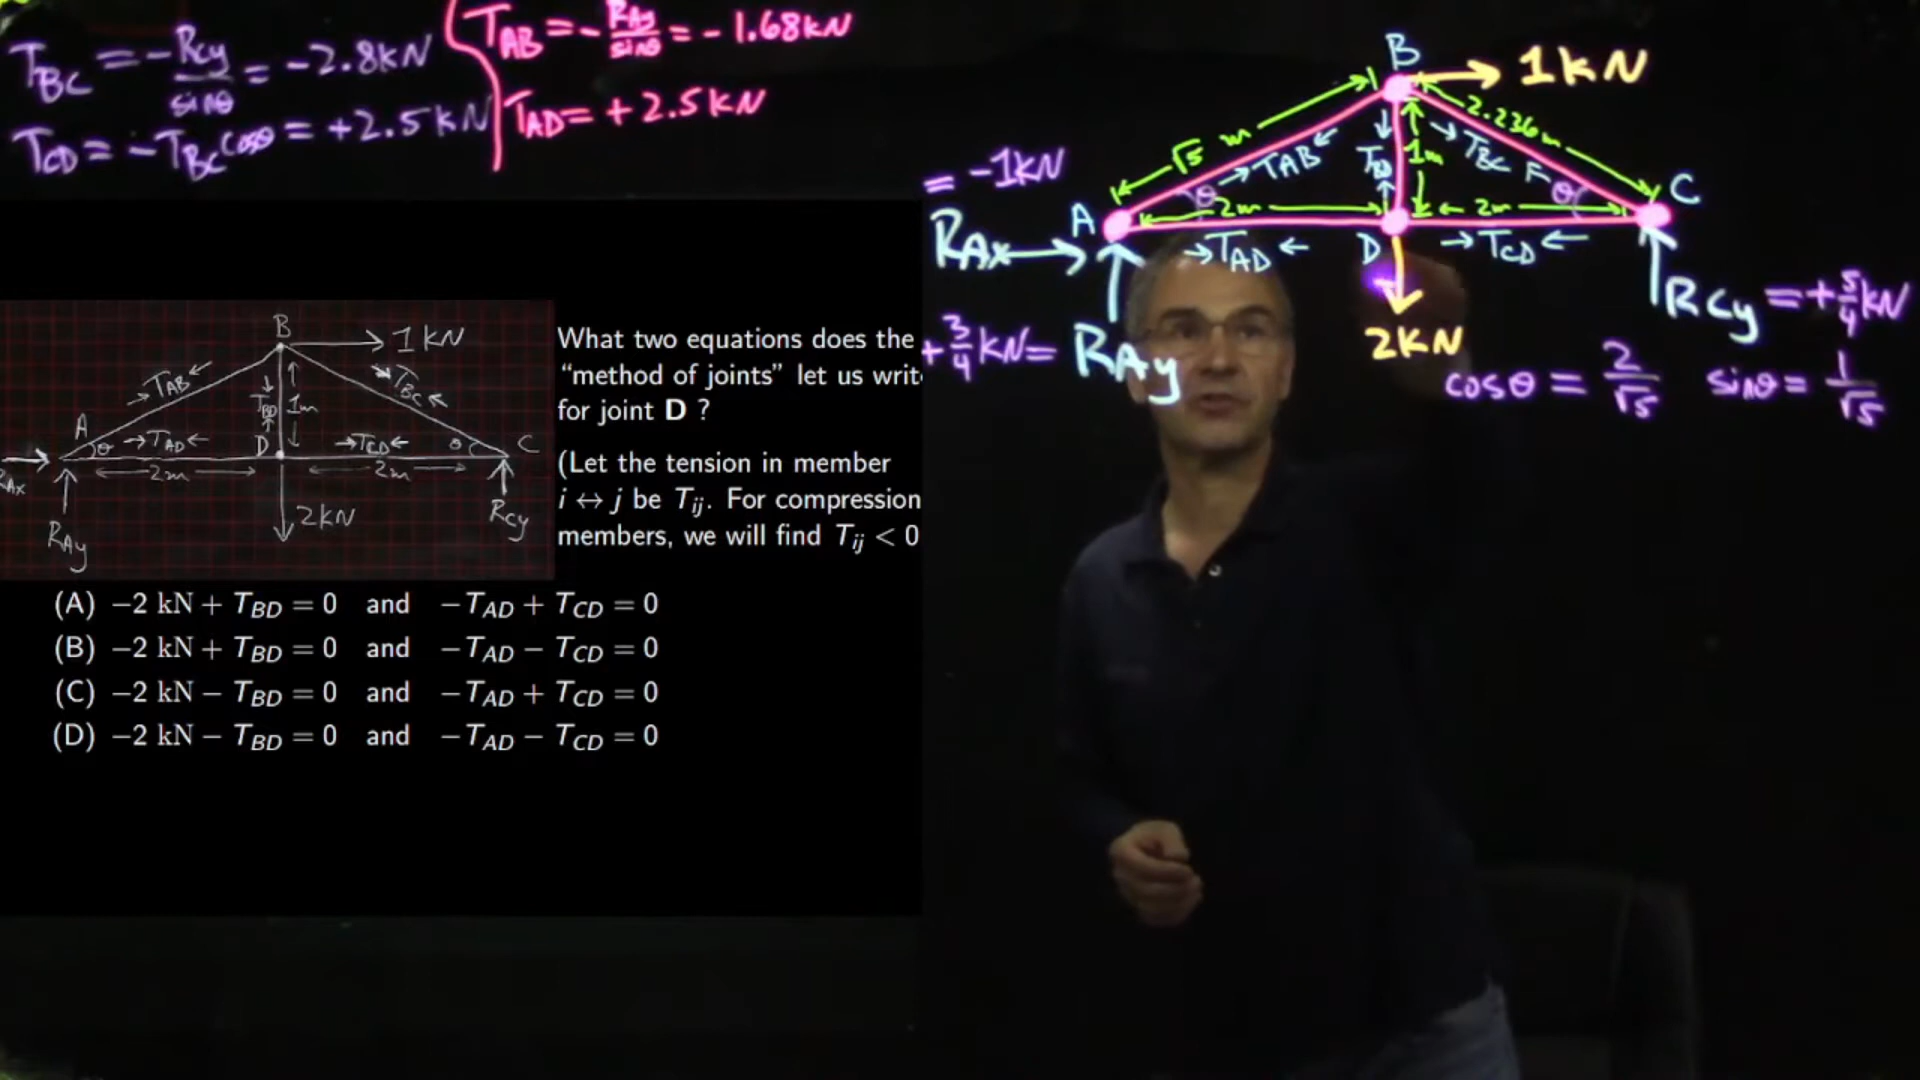 T_BC = - R_Cy / sinθ = -2.8kN
T_CD = -T_BC cosθ = +2.5kN
T_AB = - R_Ay / sinθ = -1.68kN
T_AD = +2.5kN
B
1kN
√5 m
2.236m
T_AB
T_BD
1m
T_BC
θ
θ
C
= -1kN
A
2m
2m
R_Ax
T_AD
D
T_CD
+3/4 kN = R_Ay
2kN
R_Cy = +5/4 kN
cosθ = 2/√5 sinθ = 1/√5
B
1kN
T_AB
T_BC
T_BD
1m
A
θ
T_AD
D
T_CD
θ
C
2m
2m
R_Ax
R_Ay
2kN
R_Cy
What two equations does the
“method of joints” let us write
for joint D ?
(Let the tension in member
i ↔ j be T_ij. For compression
members, we will find T_ij < 0
(A) −2 kN + T_BD = 0 and −T_AD + T_CD = 0
(B) −2 kN + T_BD = 0 and −T_AD − T_CD = 0
(C) −2 kN − T_BD = 0 and −T_AD + T_CD = 0
(D) −2 kN − T_BD = 0 and −T_AD − T_CD = 0